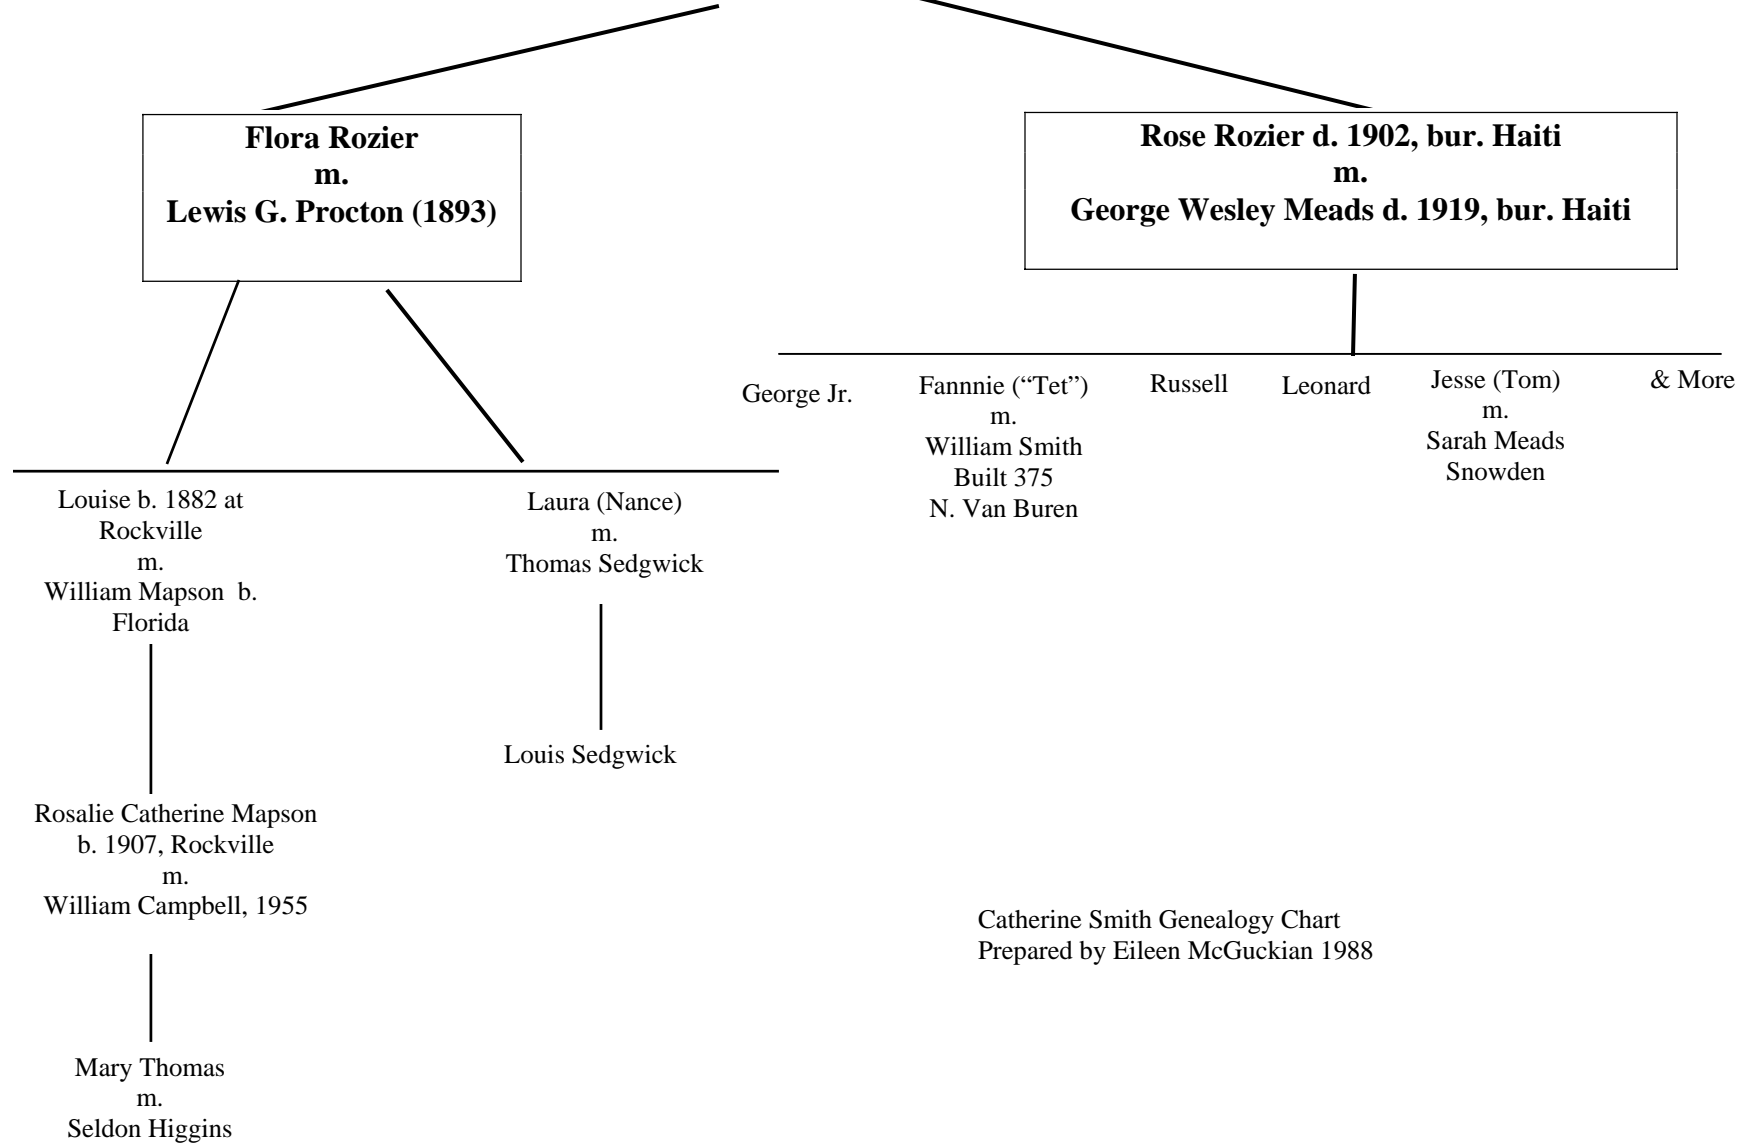 Flora Rozier
m.
Lewis G. Procton (1893)
Rose Rozier d. 1902, bur. Haiti
m.
George Wesley Meads d. 1919, bur. Haiti
George Jr.
Fannnie (“Tet”)
m.
William Smith
Built 375
N. Van Buren
Russell
Leonard
Jesse (Tom)
m.
Sarah Meads
Snowden
& More
Louise b. 1882 at
Rockville
m.
William Mapson  b.
Florida
Laura (Nance)
m.
Thomas Sedgwick
Louis Sedgwick
Rosalie Catherine Mapson
b. 1907, Rockville
m.
William Campbell, 1955
Mary Thomas
m.
Seldon Higgins
Catherine Smith Genealogy Chart
Prepared by Eileen McGuckian 1988